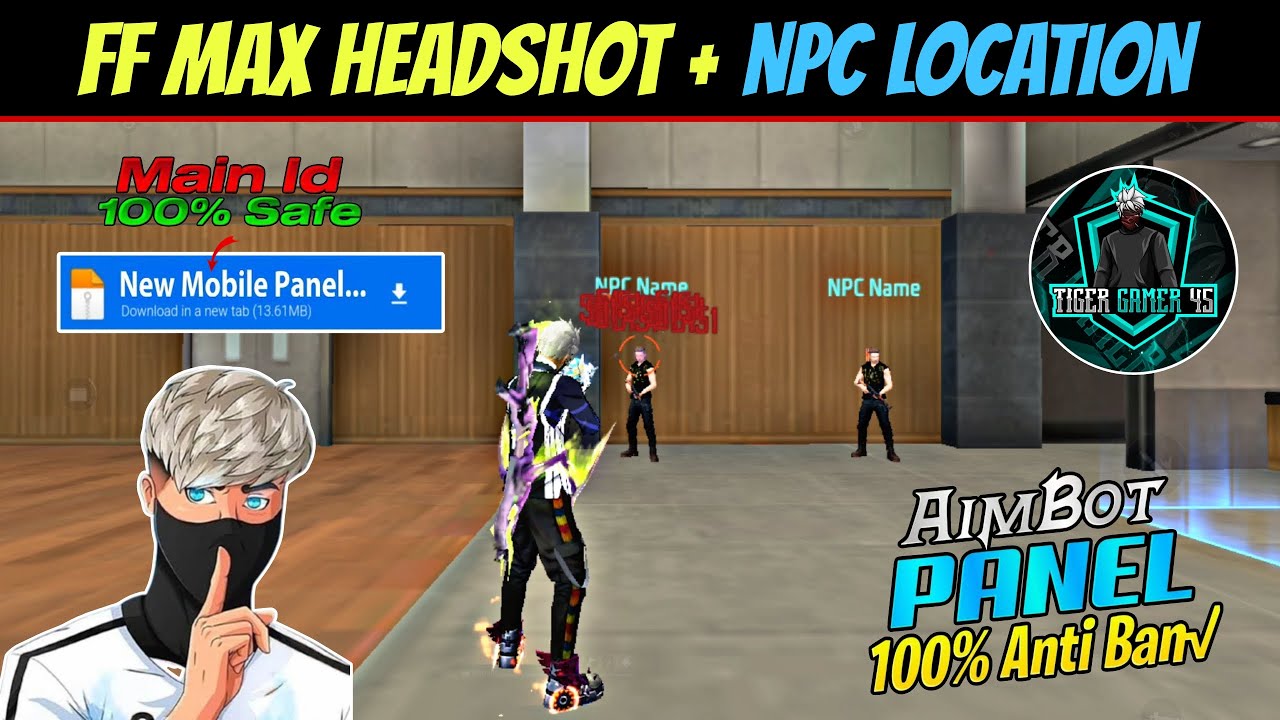 FF MAX HEADSHOT + NPC LOCATION
Main Id
100% Safe
New Mobile Panel...
Download in a new tab (13.61MB)
NPC Name
NPC Name
TIGER GAMER 45
AIMBOT
PANEL
100% Anti Ban√